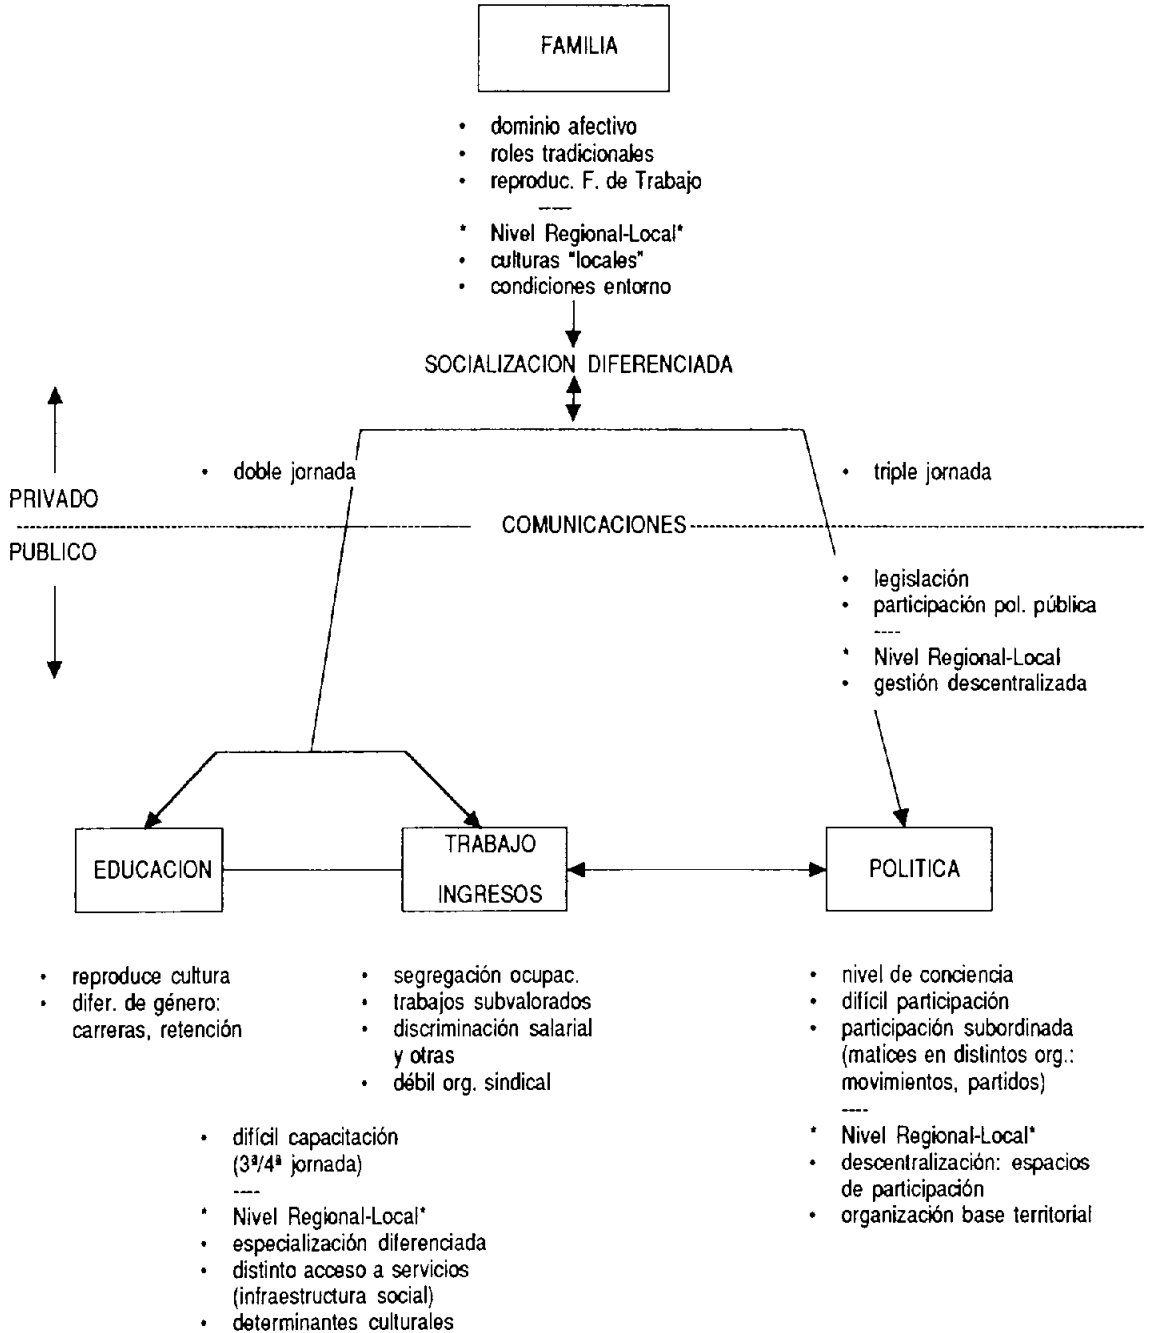 FAMILIA
• dominio afectivo
• roles tradicionales
• reproduc. F. de Trabajo
-----
* Nivel Regional-Local*
• culturas "locales"
• condiciones entorno
SOCIALIZACION DIFERENCIADA
• doble jornada
• triple jornada
PRIVADO
COMUNICACIONES
PUBLICO
• legislación
• participación pol. pública
----
* Nivel Regional-Local
• gestión descentralizada
EDUCACION
TRABAJO
INGRESOS
POLITICA
• reproduce cultura
• difer. de género:
carreras, retención
• segregación ocupac.
• trabajos subvalorados
• discriminación salarial
y otras
• débil org. sindical
• difícil capacitación
(3ª/4ª jornada)
----
* Nivel Regional-Local*
• especialización diferenciada
• distinto acceso a servicios
(infraestructura social)
• determinantes culturales
• nivel de conciencia
• difícil participación
• participación subordinada
(matices en distintos org.:
movimientos, partidos)
----
* Nivel Regional-Local*
• descentralización: espacios
de participación
• organización base territorial